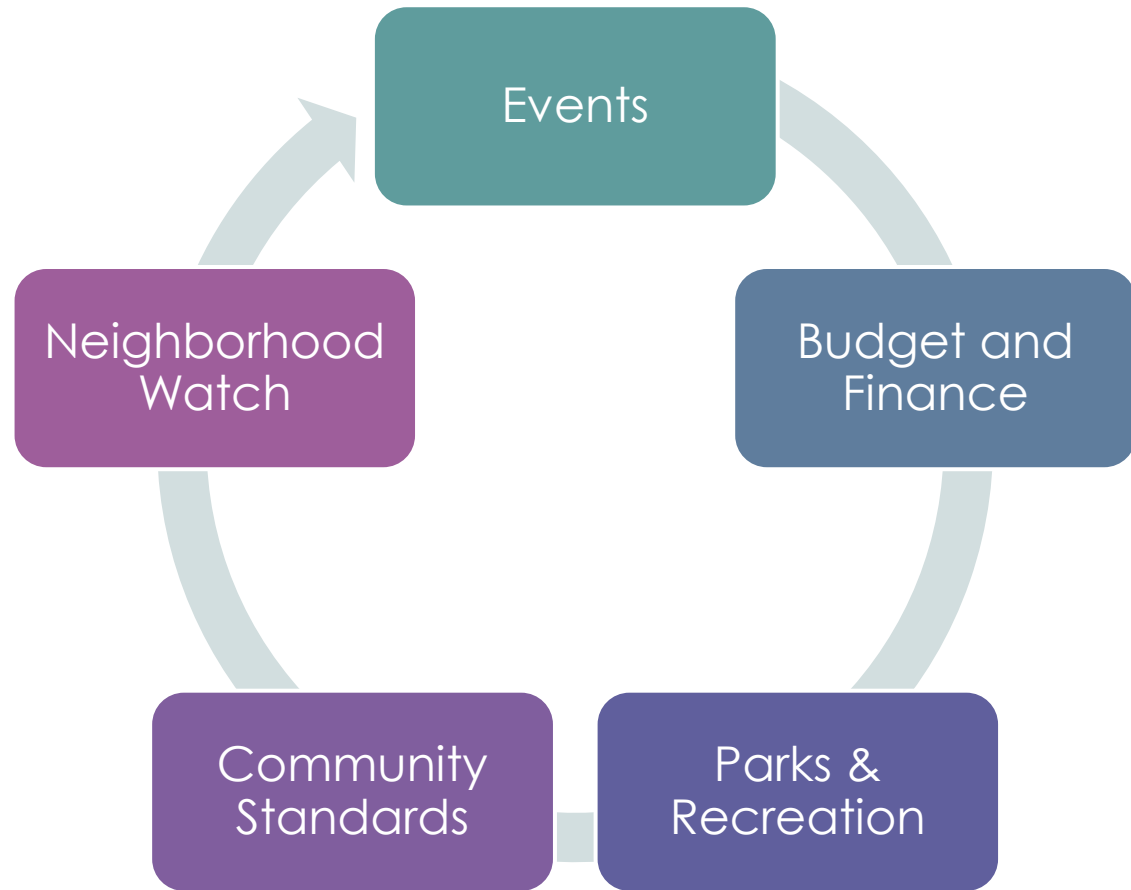 Events
Budget and
Finance
Parks &
Recreation
Community
Standards
Neighborhood
Watch